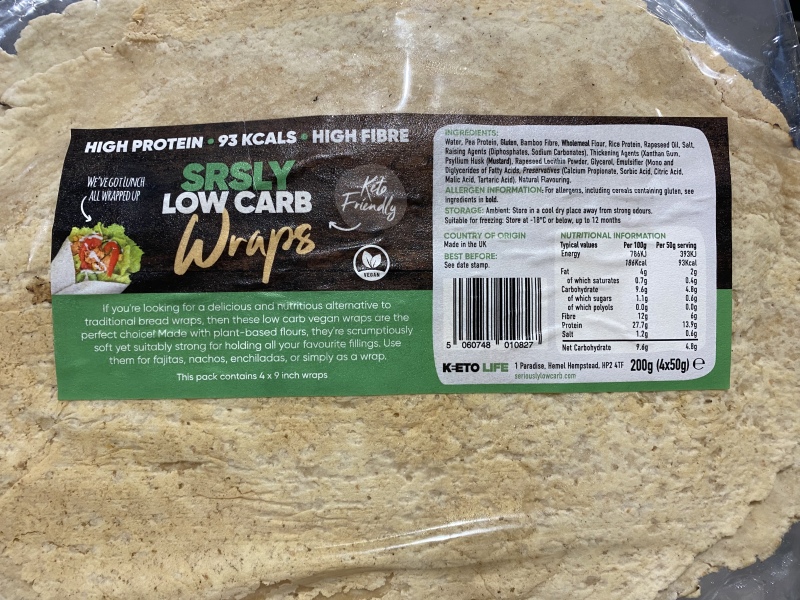 HIGH PROTEIN • 93 KCALS • HIGH FIBRE
WE'VE GOT LUNCH
ALL WRAPPED UP
SRSLY
LOW CARB
Wraps
Keto
Friendly
VEGAN
If you're looking for a delicious and nutritious alternative to
traditional bread wraps, then these low carb vegan wraps are the
perfect choice! Made with plant-based flours, they're scrumptiously
soft yet suitably strong for holding all your favourite fillings. Use
them for fajitas, nachos, enchiladas, or simply as a wrap.
This pack contains 4 x 9 inch wraps
INGREDIENTS:
Water, Pea Protein, Gluten, Bamboo Fibre, Wholemeal Flour, Rice Protein, Rapeseed Oil, Salt,
Raising Agents (Diphosphates, Sodium Carbonates), Thickening Agents (Xanthan Gum,
Psyllium Husk (Mustard), Rapeseed Lecithin Powder, Glycerol, Emulsifier (Mono and
Diglycerides of Fatty Acids, Preservatives (Calcium Propionate, Sorbic Acid, Citric Acid,
Malic Acid, Tartaric Acid), Natural Flavouring.
ALLERGEN INFORMATION: For allergens, including cereals containing gluten, see
ingredients in bold.
STORAGE: Ambient: Store in a cool dry place away from strong odours.
Suitable for freezing: Store at -18°C or below, up to 12 months
COUNTRY OF ORIGIN
Made in the UK
BEST BEFORE:
See date stamp.
5 060748 010827
NUTRITIONAL INFORMATION
Typical values Per 100g Per 50g serving
Energy 786KJ 393KJ
186Kcal 93Kcal
Fat 4g 2g
of which saturates 0.7g 0.4g
Carbohydrate 9.6g 4.8g
of which sugars 1.1g 0.6g
of which polyols 0.0g 0.0g
Fibre 12g 6g
Protein 27.7g 13.9g
Salt 1.2g 0.6g
Net Carbohydrate 9.6g 4.8g
KETO LIFE 1 Paradise, Hemel Hempstead, HP2 4TF 200g (4x50g) ℮
seriouslylowcarb.com